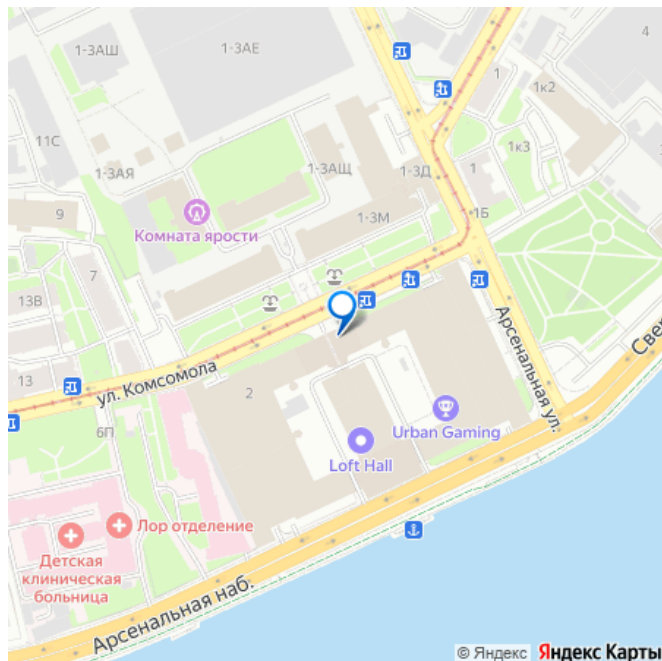 4
1-3АШ
1-3АЕ
1
1к2
11С
1-3АЩ
1к3
1-3АЯ
1-3Д
1
9
1-3М
1Б
Комната ярости
7
13В
Арсенальная ул.
13
ул. Комсомола
2
6П
Urban Gaming
Loft Hall
Лор отделение
Детская
клиническая
больница
Арсенальная наб.
© Яндекс Яндекс Карты